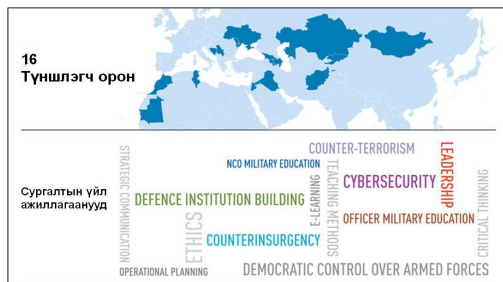 16
Түншлэгч орон
Сургалтын үйл
ажиллагаанууд
STRATEGIC COMMUNICATION
NCO MILITARY EDUCATION
COUNTER-TERRORISM
DEFENCE INSTITUTION BUILDING
E-LEARNING
TEACHING METHODS
CYBERSECURITY
LEADERSHIP
CRITICAL THINKING
ETHICS
COUNTERINSURGENCY
OFFICER MILITARY EDUCATION
OPERATIONAL PLANNING
DEMOCRATIC CONTROL OVER ARMED FORCES